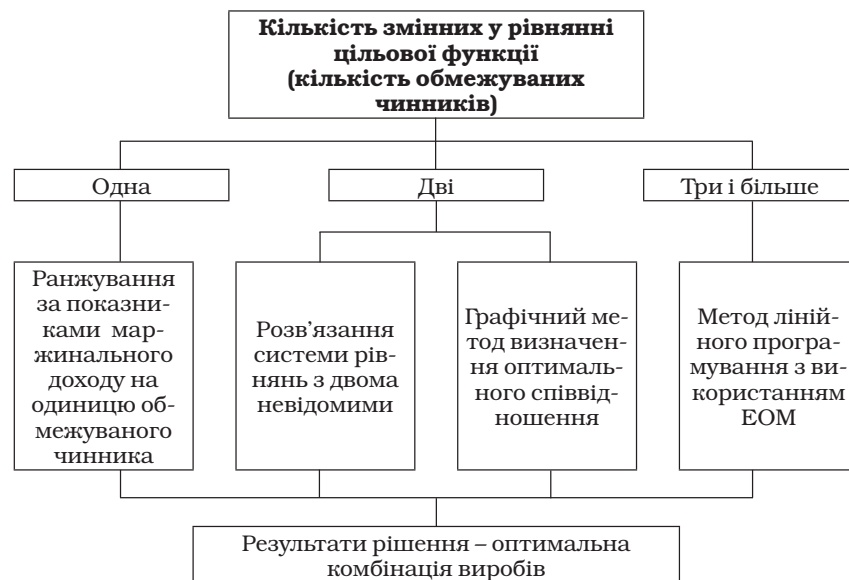 Кількість змінних у рівнянні
цільової функції
(кількість обмежуваних
чинників)
Одна
Дві
Три і більше
Ранжування
за показни-
ками мар-
жинального
доходу на
одиницю об-
межуваного
чинника
Розв’язання
системи рів-
нянь з двома
невідомими
Графічний ме-
тод визначен-
ня оптималь-
ного співвід-
ношення
Метод ліній-
ного програ-
мування з ви-
користанням
ЕОМ
Результати рішення – оптимальна
комбінація виробів